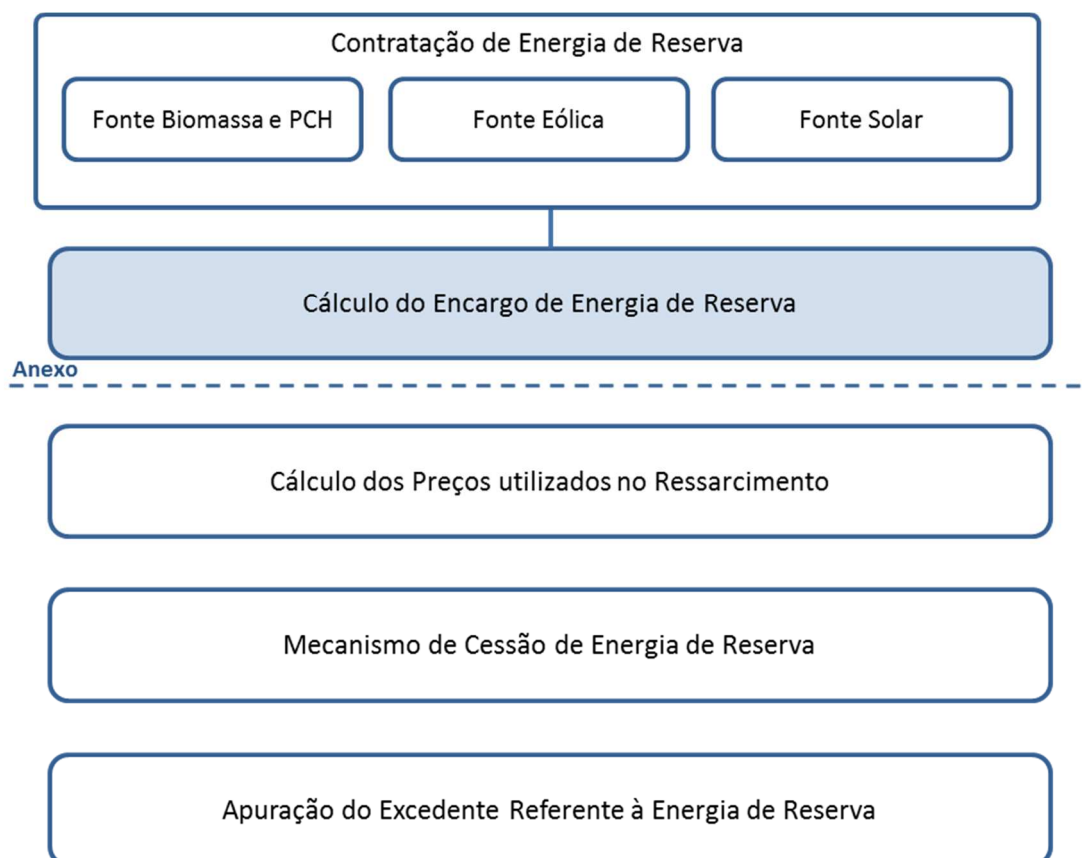 Contratação de Energia de Reserva
Fonte Biomassa e PCH
Fonte Eólica
Fonte Solar
Cálculo do Encargo de Energia de Reserva
Anexo
Cálculo dos Preços utilizados no Ressarcimento
Mecanismo de Cessão de Energia de Reserva
Apuração do Excedente Referente à Energia de Reserva